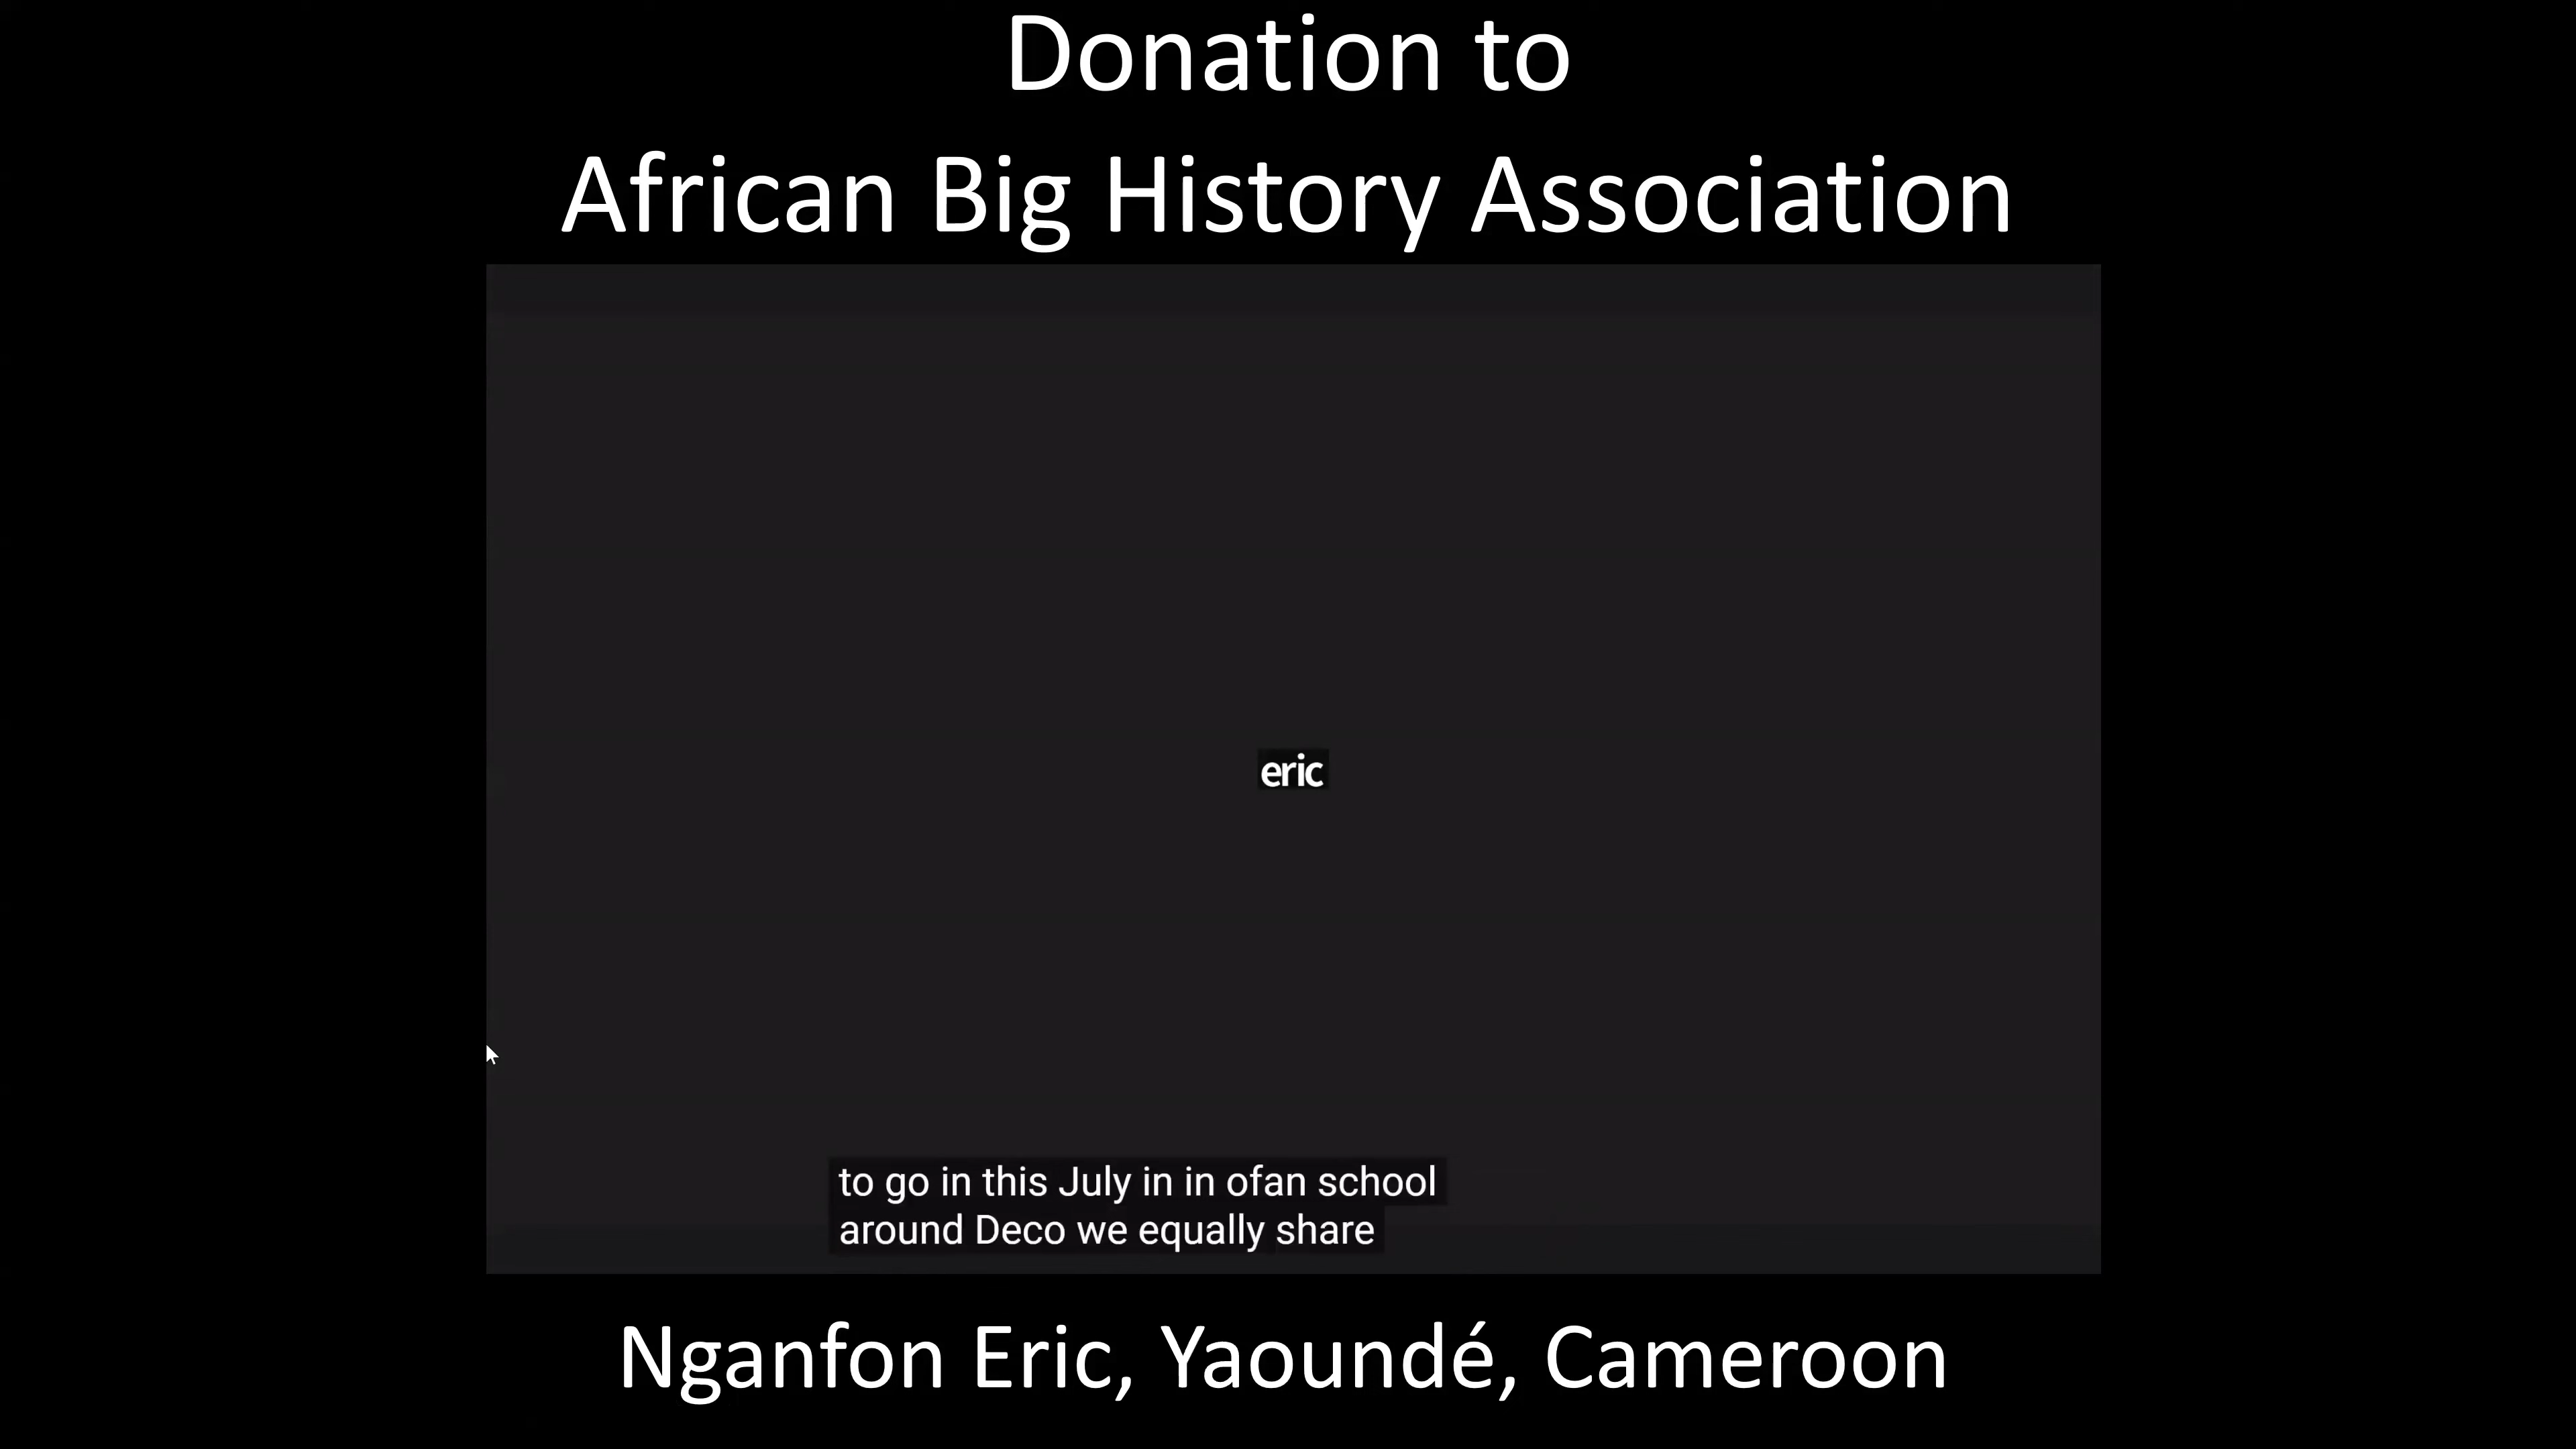 Donation to
African Big History Association
eric
to go in this July in in ofan school
around Deco we equally share
Nganfon Eric, Yaoundé, Cameroon